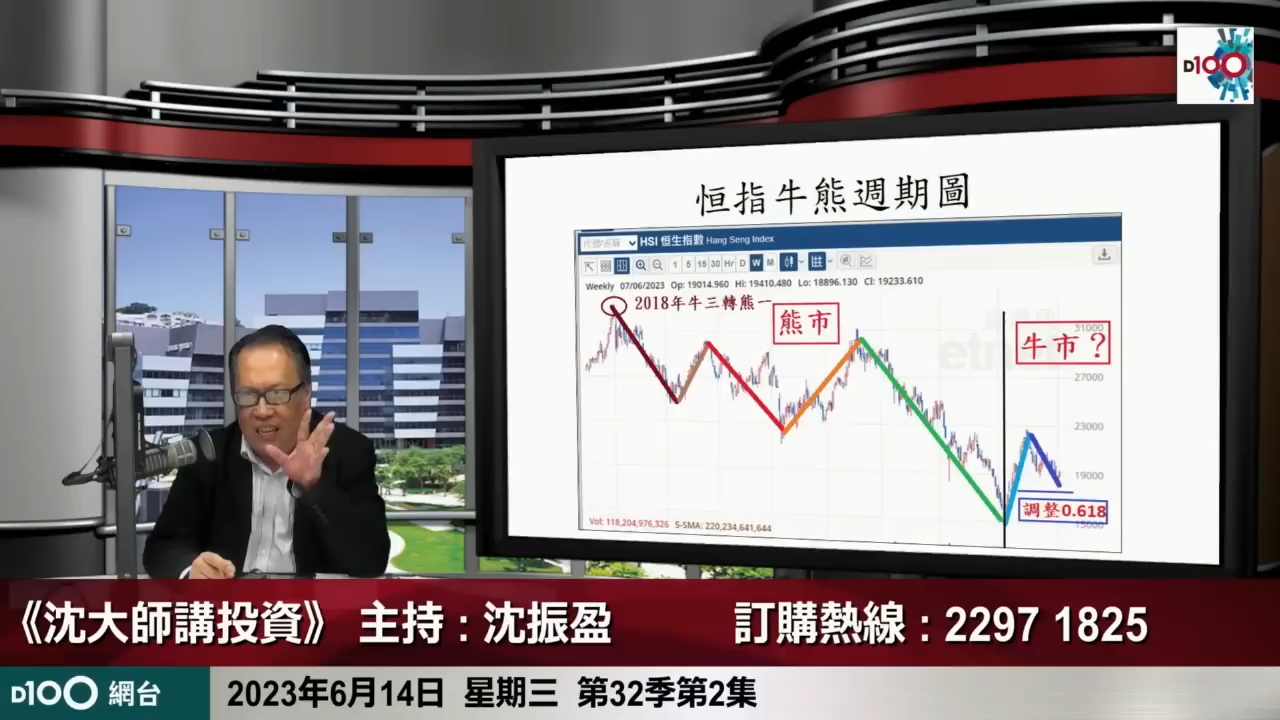 D100
恒指牛熊週期圖
HSI 恒生指數 Hang Seng Index
1 5 15 30 Hr D W M
Weekly 07/06/2023 Op: 19014.960 Hi: 19410.480 Lo: 18896.130 Cl: 19233.610
2018年牛三轉熊一
熊市
牛市？
31000
27000
23000
19000
調整0.618
15000
Vol: 118,204,976,326 5-SMA: 220,234,641,644
《沈大師講投資》 主持：沈振盈 訂購熱線：2297 1825
D100 網台 2023年6月14日 星期三 第32季第2集